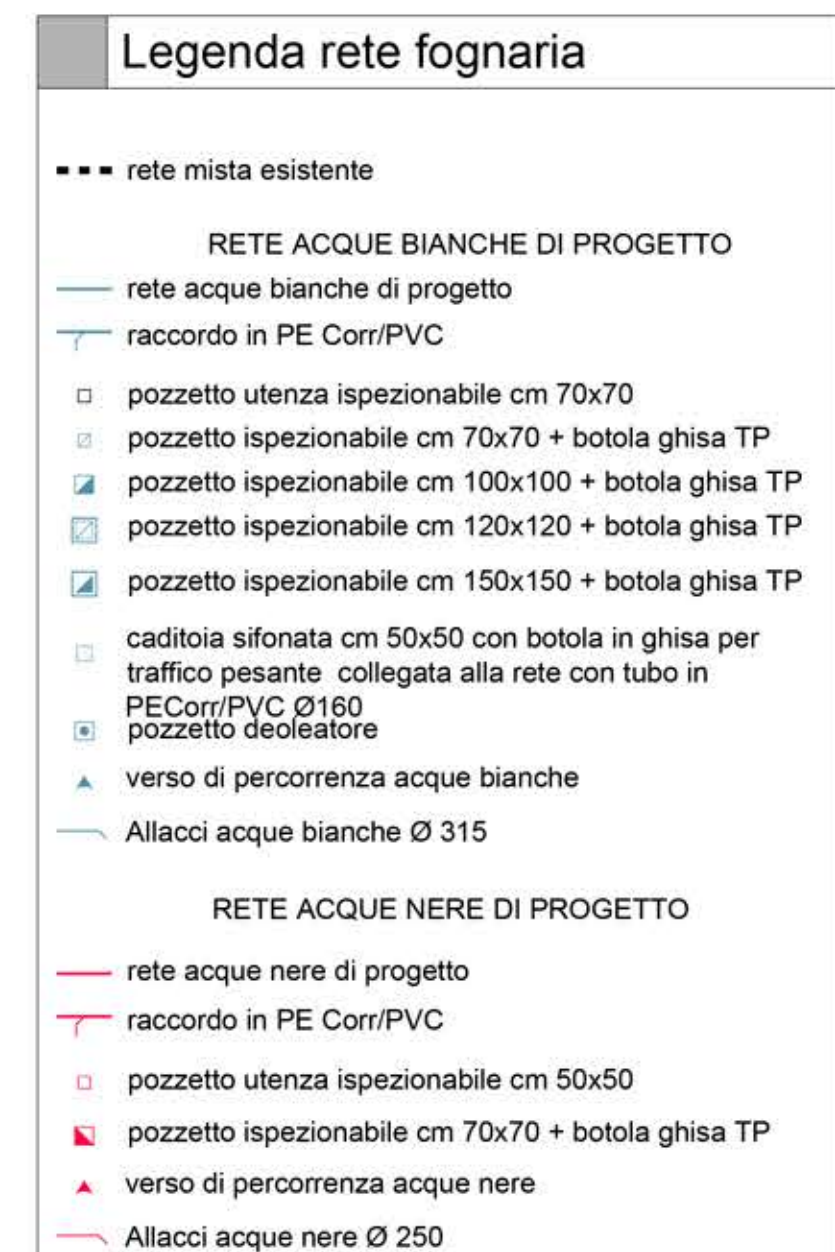 Legenda rete fognaria
rete mista esistente
RETE ACQUE BIANCHE DI PROGETTO
rete acque bianche di progetto
raccordo in PE Corr/PVC
pozzetto utenza ispezionabile cm 70x70
pozzetto ispezionabile cm 70x70 + botola ghisa TP
pozzetto ispezionabile cm 100x100 + botola ghisa TP
pozzetto ispezionabile cm 120x120 + botola ghisa TP
pozzetto ispezionabile cm 150x150 + botola ghisa TP
caditoia sifonata cm 50x50 con botola in ghisa per
traffico pesante collegata alla rete con tubo in
PECorr/PVC Ø160
pozzetto deoleatore
verso di percorrenza acque bianche
Allacci acque bianche Ø 315
RETE ACQUE NERE DI PROGETTO
rete acque nere di progetto
raccordo in PE Corr/PVC
pozzetto utenza ispezionabile cm 50x50
pozzetto ispezionabile cm 70x70 + botola ghisa TP
verso di percorrenza acque nere
Allacci acque nere Ø 250